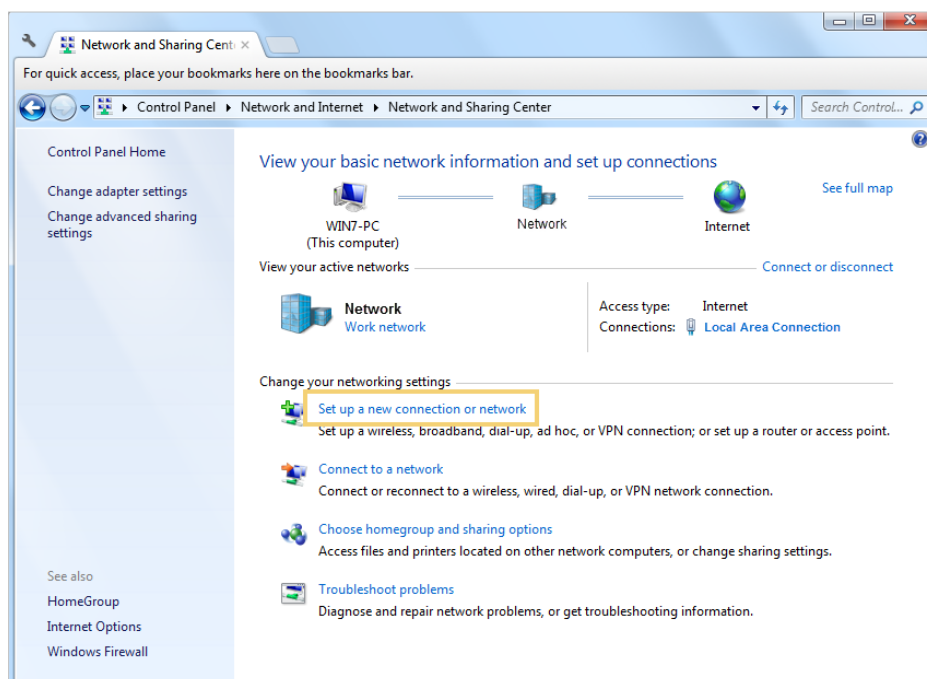 Network and Sharing Cent
For quick access, place your bookmarks here on the bookmarks bar.
Control Panel Network and Internet Network and Sharing Center
Search Control...
Control Panel Home
Change adapter settings
Change advanced sharing
settings
View your basic network information and set up connections
See full map
WIN7-PC
(This computer)
Network
Internet
View your active networks
Connect or disconnect
Network
Work network
Access type: Internet
Connections: Local Area Connection
Change your networking settings
Set up a new connection or network
Set up a wireless, broadband, dial-up, ad hoc, or VPN connection; or set up a router or access point.
Connect to a network
Connect or reconnect to a wireless, wired, dial-up, or VPN network connection.
Choose homegroup and sharing options
Access files and printers located on other network computers, or change sharing settings.
Troubleshoot problems
Diagnose and repair network problems, or get troubleshooting information.
See also
HomeGroup
Internet Options
Windows Firewall